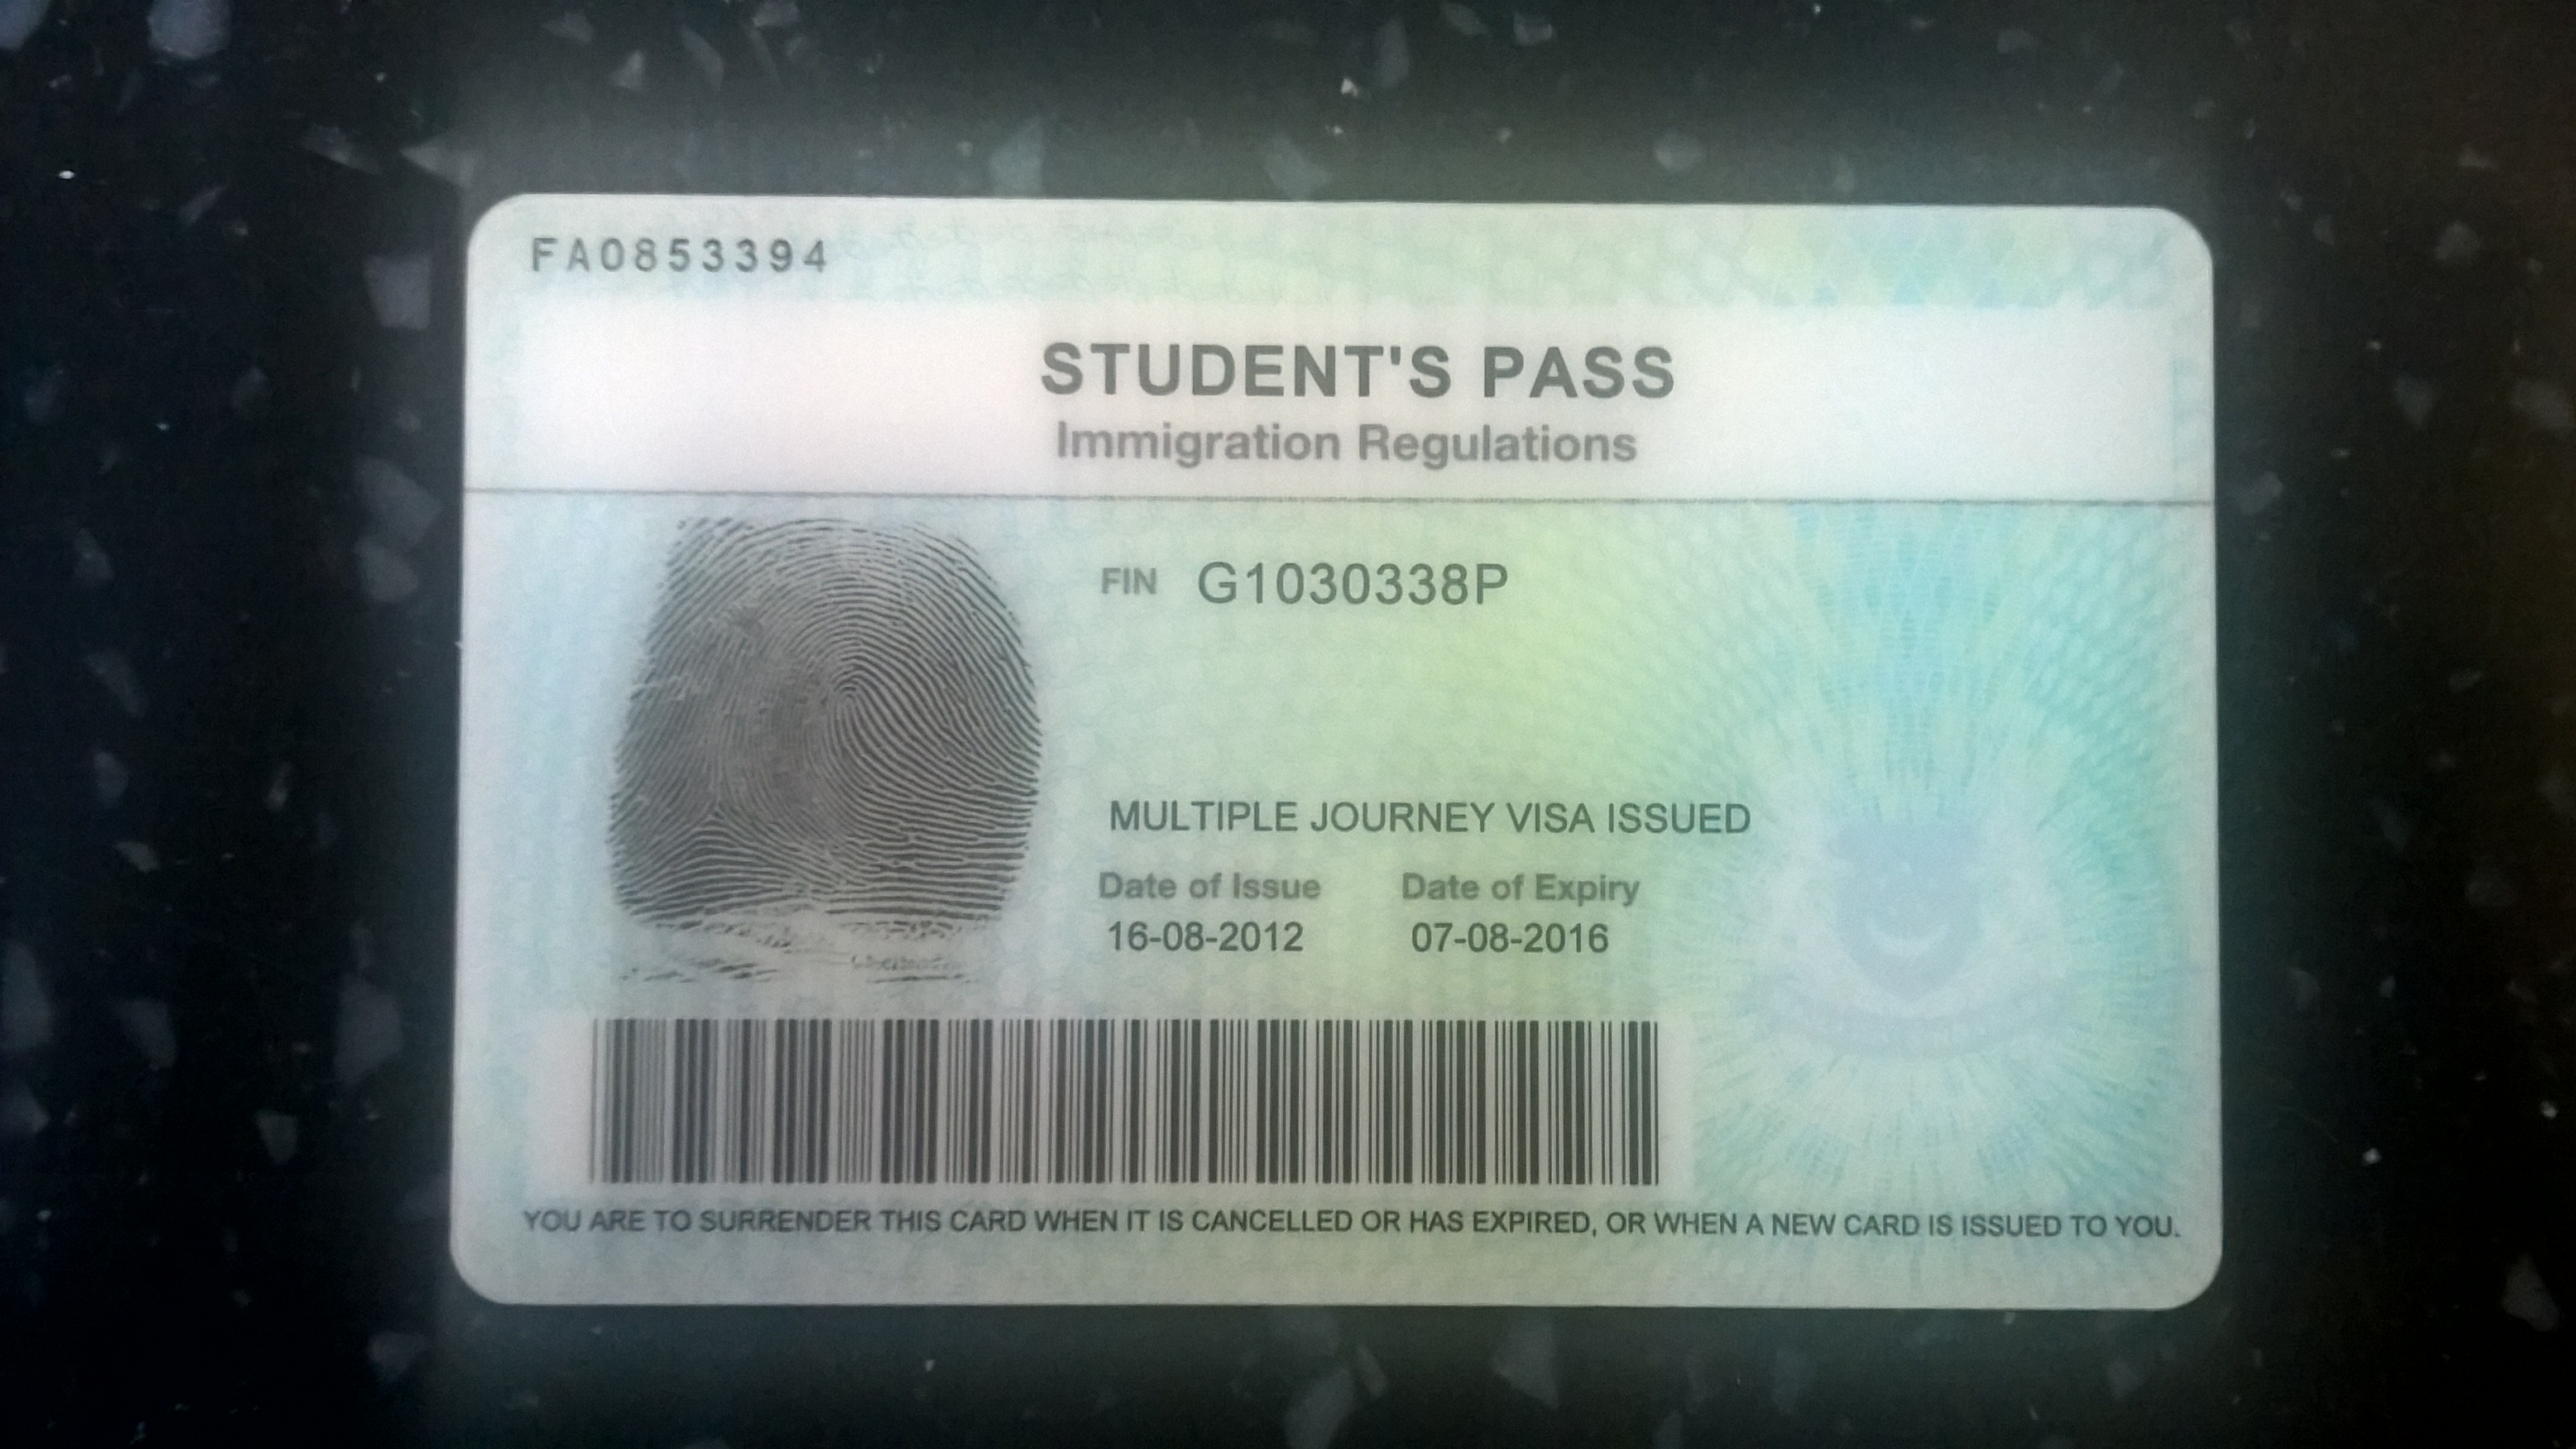 FA0853394
STUDENT'S PASS
Immigration Regulations
FIN G1030338P
MULTIPLE JOURNEY VISA ISSUED
Date of Issue Date of Expiry
16-08-2012 07-08-2016
YOU ARE TO SURRENDER THIS CARD WHEN IT IS CANCELLED OR HAS EXPIRED, OR WHEN A NEW CARD IS ISSUED TO YOU.